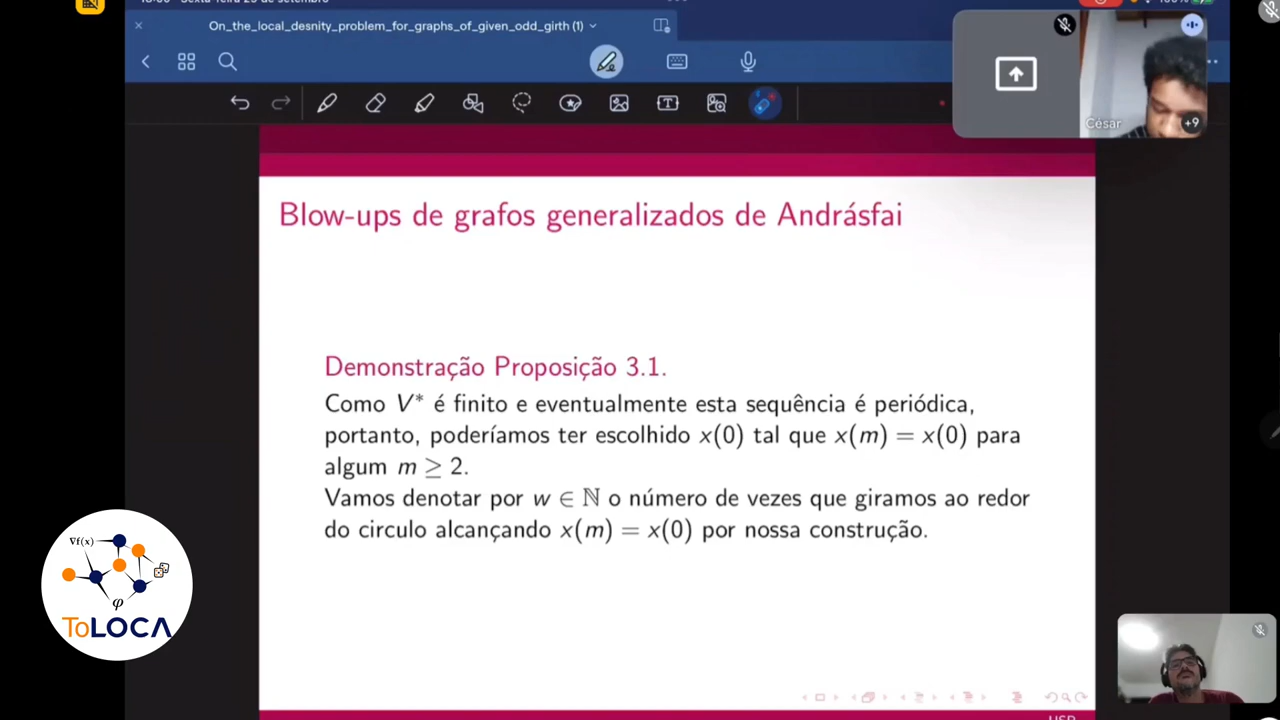 On_the_local_desnity_problem_for_graphs_of_given_odd_girth (1)
César
+9
Blow-ups de grafos generalizados de Andrásfai
Demonstração Proposição 3.1.
Como V* é finito e eventualmente esta sequência é periódica,
portanto, poderíamos ter escolhido x(0) tal que x(m) = x(0) para
algum m ≥ 2.
Vamos denotar por w ∈ ℕ o número de vezes que giramos ao redor
do circulo alcançando x(m) = x(0) por nossa construção.
∇f(x)
φ
ToLOCA